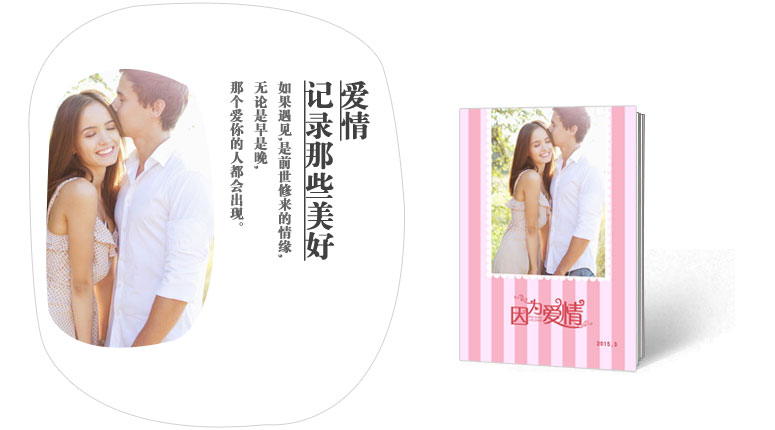 爱情
记录那些美好
如果遇见,是前世修来的情缘,
无论是早是晚,
那个爱你的人都会出现。
因为爱情
2015.3